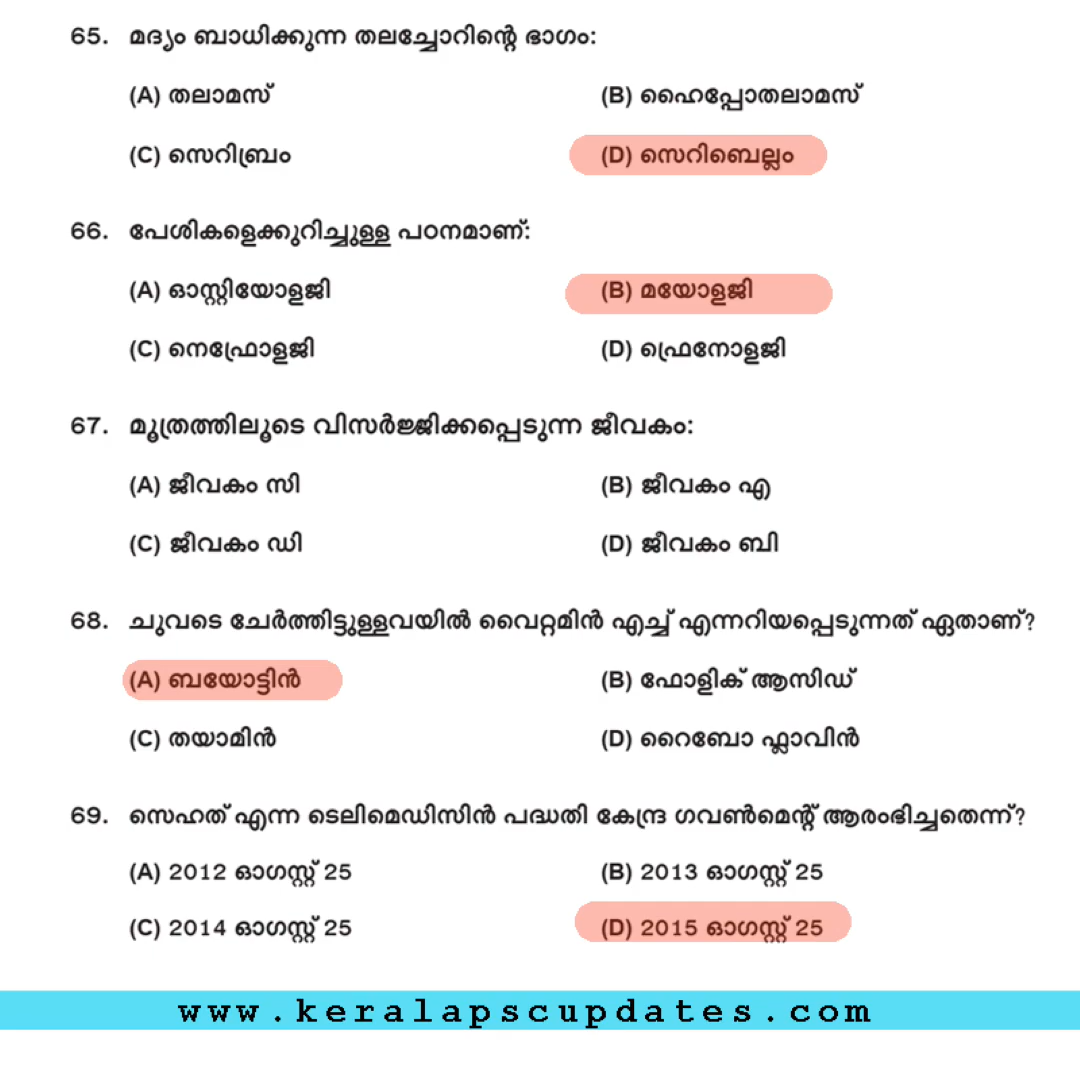 65. മദ്യം ബാധിക്കുന്ന തലച്ചോറിന്റെ ഭാഗം:
(A) തലാമസ് (B) ഹൈപ്പോതലാമസ്
(C) സെറിബ്രം (D) സെറിബെല്ലം
66. പേശികളെക്കുറിച്ചുള്ള പഠനമാണ്:
(A) ഓസ്റ്റിയോളജി (B) മയോളജി
(C) നെഫ്രോളജി (D) ഫ്രെനോളജി
67. മൂത്രത്തിലൂടെ വിസർജ്ജിക്കപ്പെടുന്ന ജീവകം:
(A) ജീവകം സി (B) ജീവകം എ
(C) ജീവകം ഡി (D) ജീവകം ബി
68. ചുവടെ ചേർത്തിട്ടുള്ളവയിൽ വൈറ്റമിൻ എച്ച് എന്നറിയപ്പെടുന്നത് ഏതാണ്?
(A) ബയോട്ടിൻ (B) ഫോളിക് ആസിഡ്
(C) തയാമിൻ (D) റൈബോ ഫ്ലാവിൻ
69. സെഹത് എന്ന ടെലിമെഡിസിൻ പദ്ധതി കേന്ദ്ര ഗവൺമെന്റ് ആരംഭിച്ചതെന്ന്?
(A) 2012 ഓഗസ്റ്റ് 25 (B) 2013 ഓഗസ്റ്റ് 25
(C) 2014 ഓഗസ്റ്റ് 25 (D) 2015 ഓഗസ്റ്റ് 25
www.keralapscupdates.com